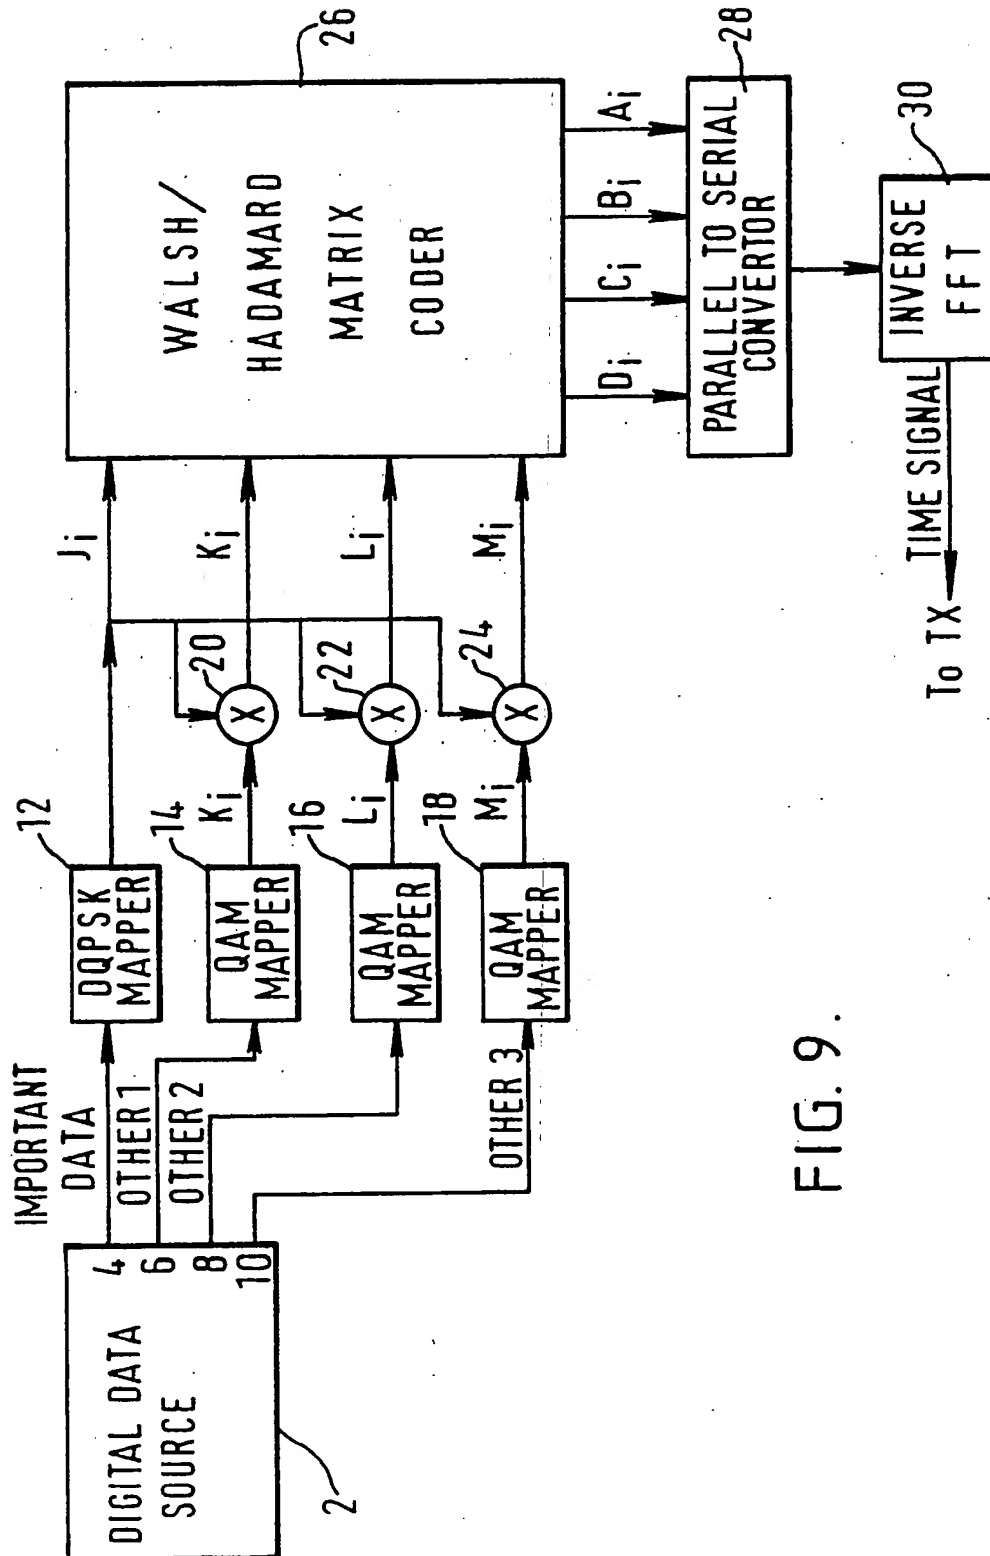 DIGITAL DATA
SOURCE
2
4
6
8
10
IMPORTANT
DATA
OTHER 1
OTHER 2
OTHER 3
DQPSK
MAPPER
12
QAM
MAPPER
14
QAM
MAPPER
16
QAM
MAPPER
18
Ki
Li
Mi
X
20
X
22
X
24
Ji
Ki
Li
Mi
WALSH/
HADAMARD
MATRIX
CODER
26
Di
Ci
Bi
Ai
PARALLEL TO SERIAL
CONVERTOR
28
INVERSE
FFT
30
TIME SIGNAL
To TX
FIG. 9.